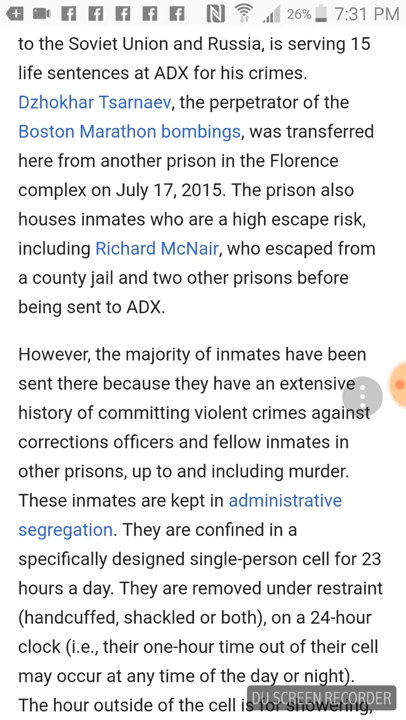 26% 7:31 PM
to the Soviet Union and Russia, is serving 15
life sentences at ADX for his crimes.
Dzhokhar Tsarnaev, the perpetrator of the
Boston Marathon bombings, was transferred
here from another prison in the Florence
complex on July 17, 2015. The prison also
houses inmates who are a high escape risk,
including Richard McNair, who escaped from
a county jail and two other prisons before
being sent to ADX.
However, the majority of inmates have been
sent there because they have an extensive
history of committing violent crimes against
corrections officers and fellow inmates in
other prisons, up to and including murder.
These inmates are kept in administrative
segregation. They are confined in a
specifically designed single-person cell for 23
hours a day. They are removed under restraint
(handcuffed, shackled or both), on a 24-hour
clock (i.e., their one-hour time out of their cell
may occur at any time of the day or night).
The hour outside of the cell is for showering,
DU SCREEN RECORDER